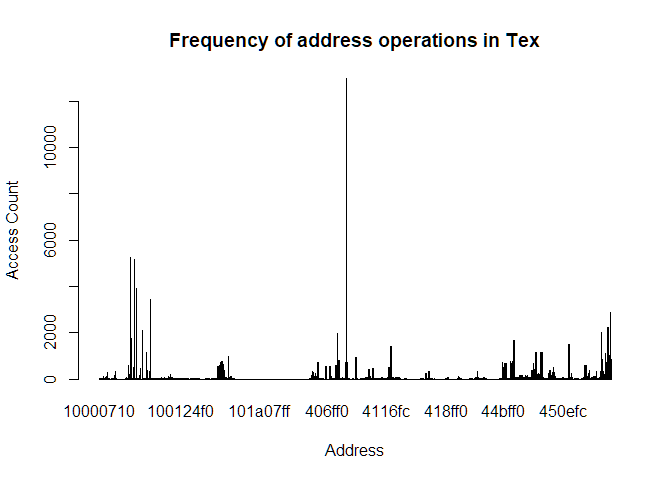 Frequency of address operations in Tex
Access Count
10000
6000
2000
0
10000710 100124f0 101a07ff 406ff0 4116fc 418ff0 44bff0 450efc
Address